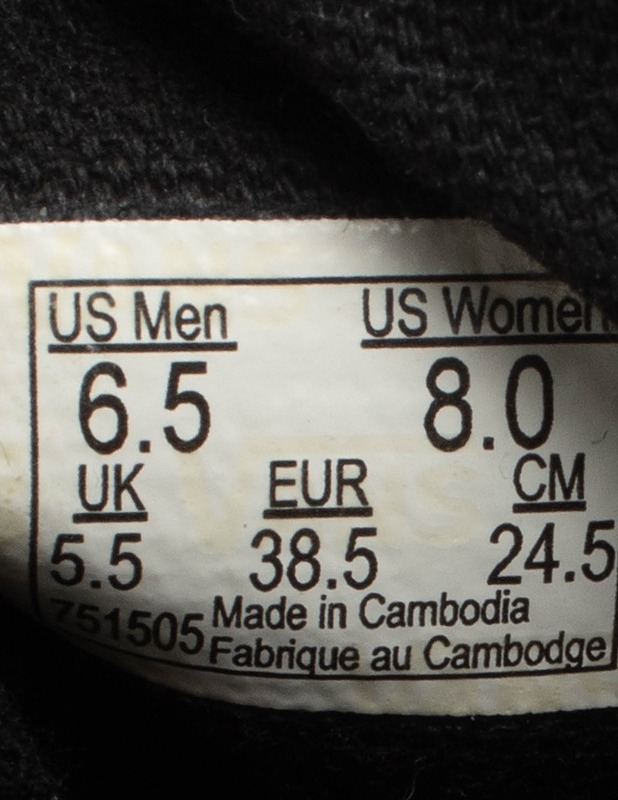 US Men US Women
6.5 8.0
UK EUR CM
5.5 38.5 24.5
751505 Made in Cambodia
Fabrique au Cambodge